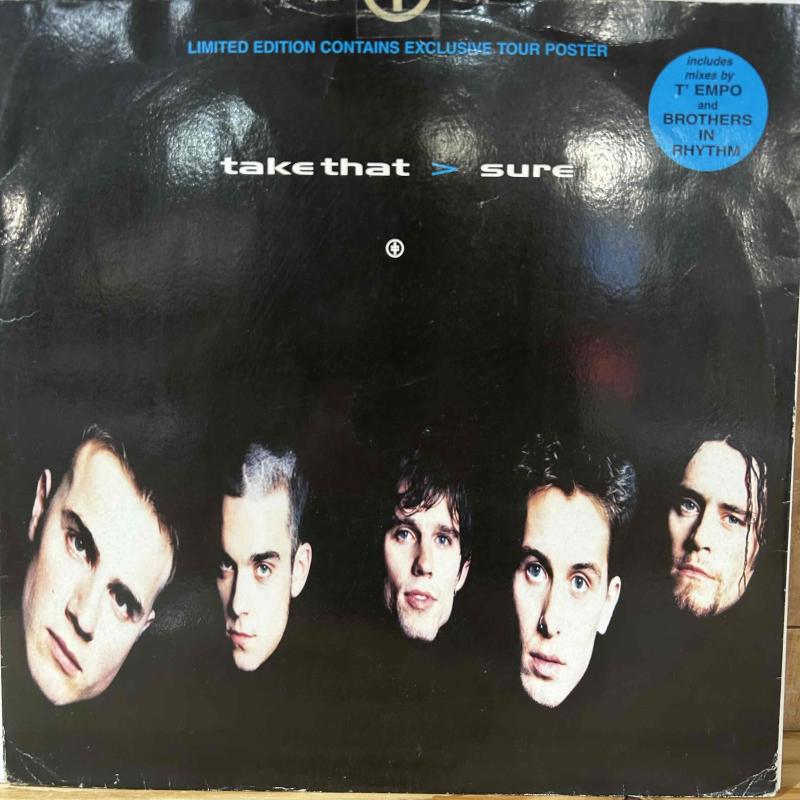 LIMITED EDITION CONTAINS EXCLUSIVE TOUR POSTER
includes
mixes by
T' EMPO
and
BROTHERS
IN
RHYTHM
take that > sure